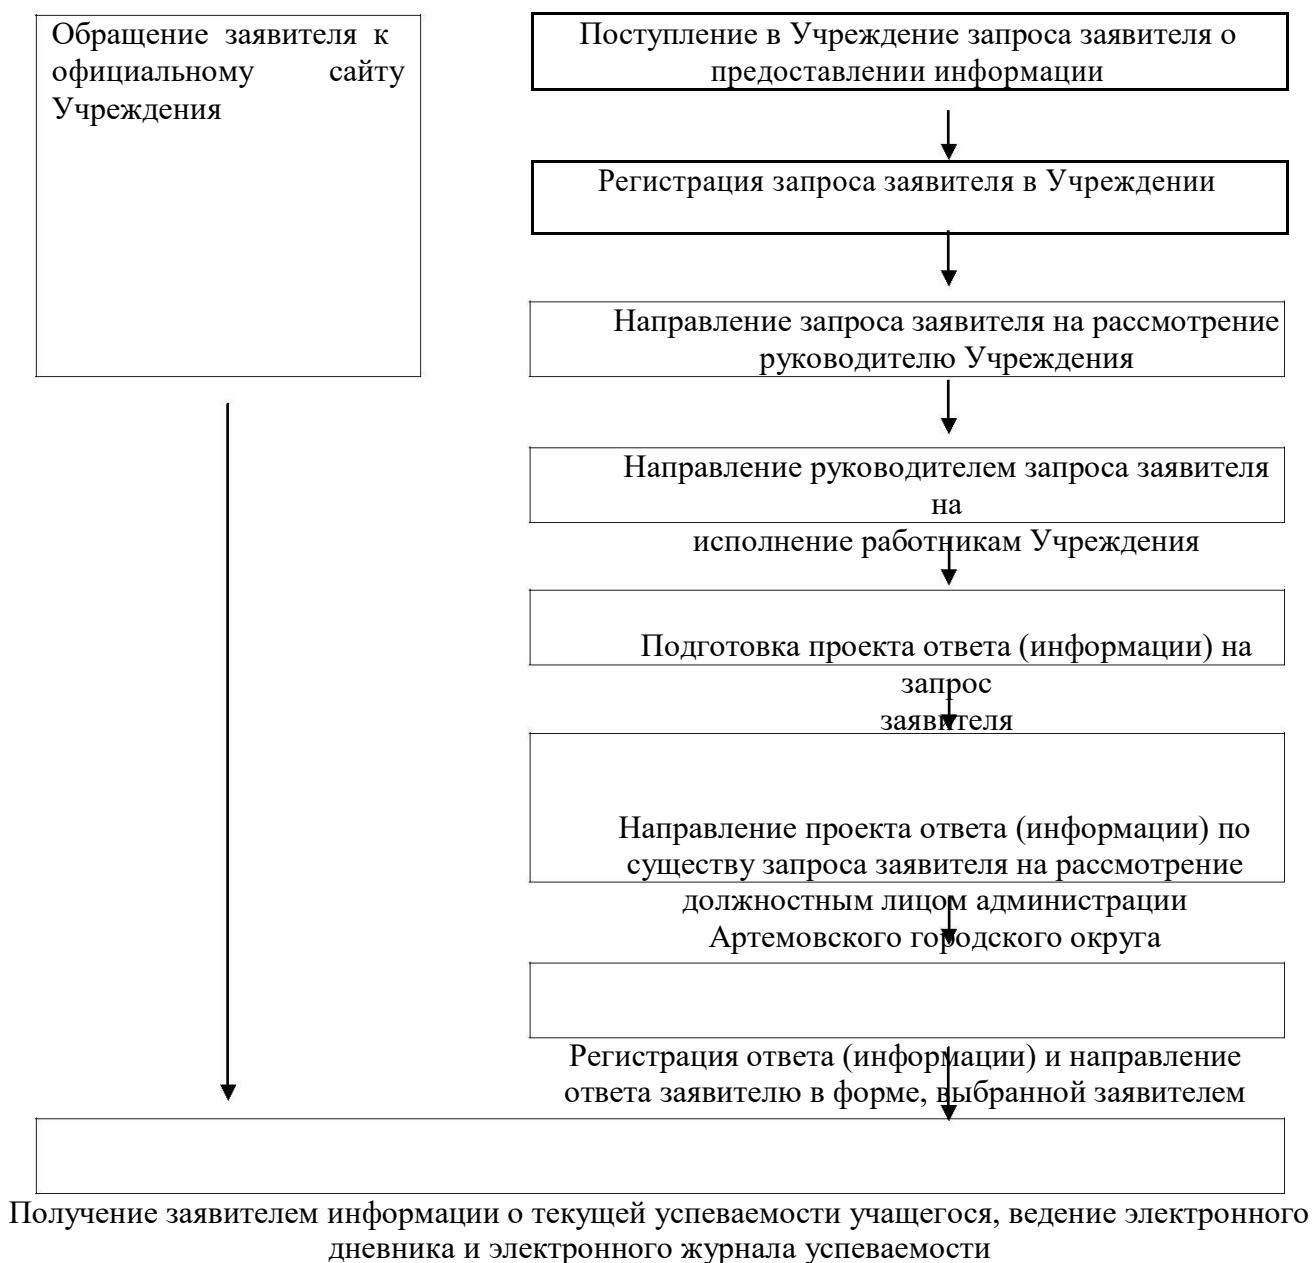 Обращение заявителя к
официальному сайту
Учреждения
Поступление в Учреждение запроса заявителя о
предоставлении информации
Регистрация запроса заявителя в Учреждении
Направление запроса заявителя на рассмотрение
руководителю Учреждения
Направление руководителем запроса заявителя
на
исполнение работникам Учреждения
Подготовка проекта ответа (информации) на
запрос
заявителя
Направление проекта ответа (информации) по
существу запроса заявителя на рассмотрение
должностным лицом администрации
Артемовского городского округа
Регистрация ответа (информации) и направление
ответа заявителю в форме, выбранной заявителем
Получение заявителем информации о текущей успеваемости учащегося, ведение электронного
дневника и электронного журнала успеваемости